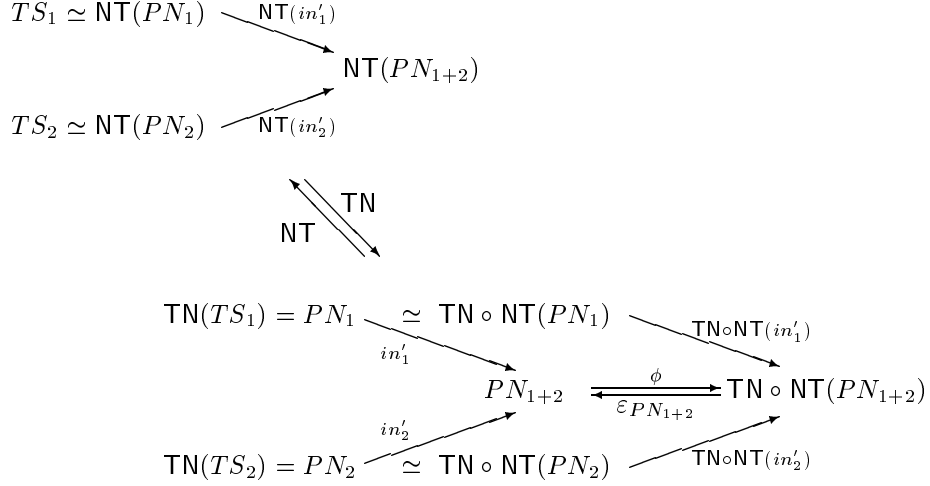 TS₁ ≃ NT(PN₁) NT(in′₁)
NT(PN₁₊₂)
TS₂ ≃ NT(PN₂) NT(in′₂)
TN
NT
TN(TS₁) = PN₁ ≃ TN ∘ NT(PN₁) TN∘NT(in′₁)
in′₁
PN₁₊₂ ϕ TN ∘ NT(PN₁₊₂)
ε_{PN₁₊₂}
in′₂
TN(TS₂) = PN₂ ≃ TN ∘ NT(PN₂) TN∘NT(in′₂)